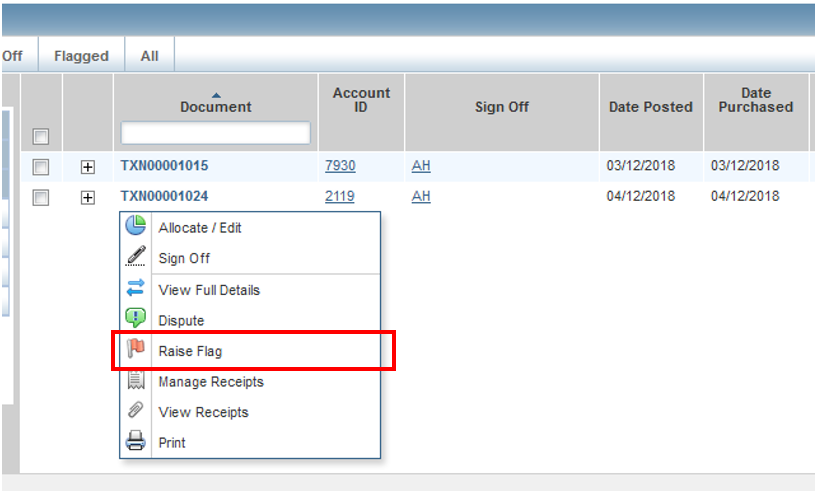 Off Flagged All
Document Account ID Sign Off Date Posted Date Purchased
TXN00001015 7930 AH 03/12/2018 03/12/2018
TXN00001024 2119 AH 04/12/2018 04/12/2018
Allocate / Edit
Sign Off
View Full Details
Dispute
Raise Flag
Manage Receipts
View Receipts
Print